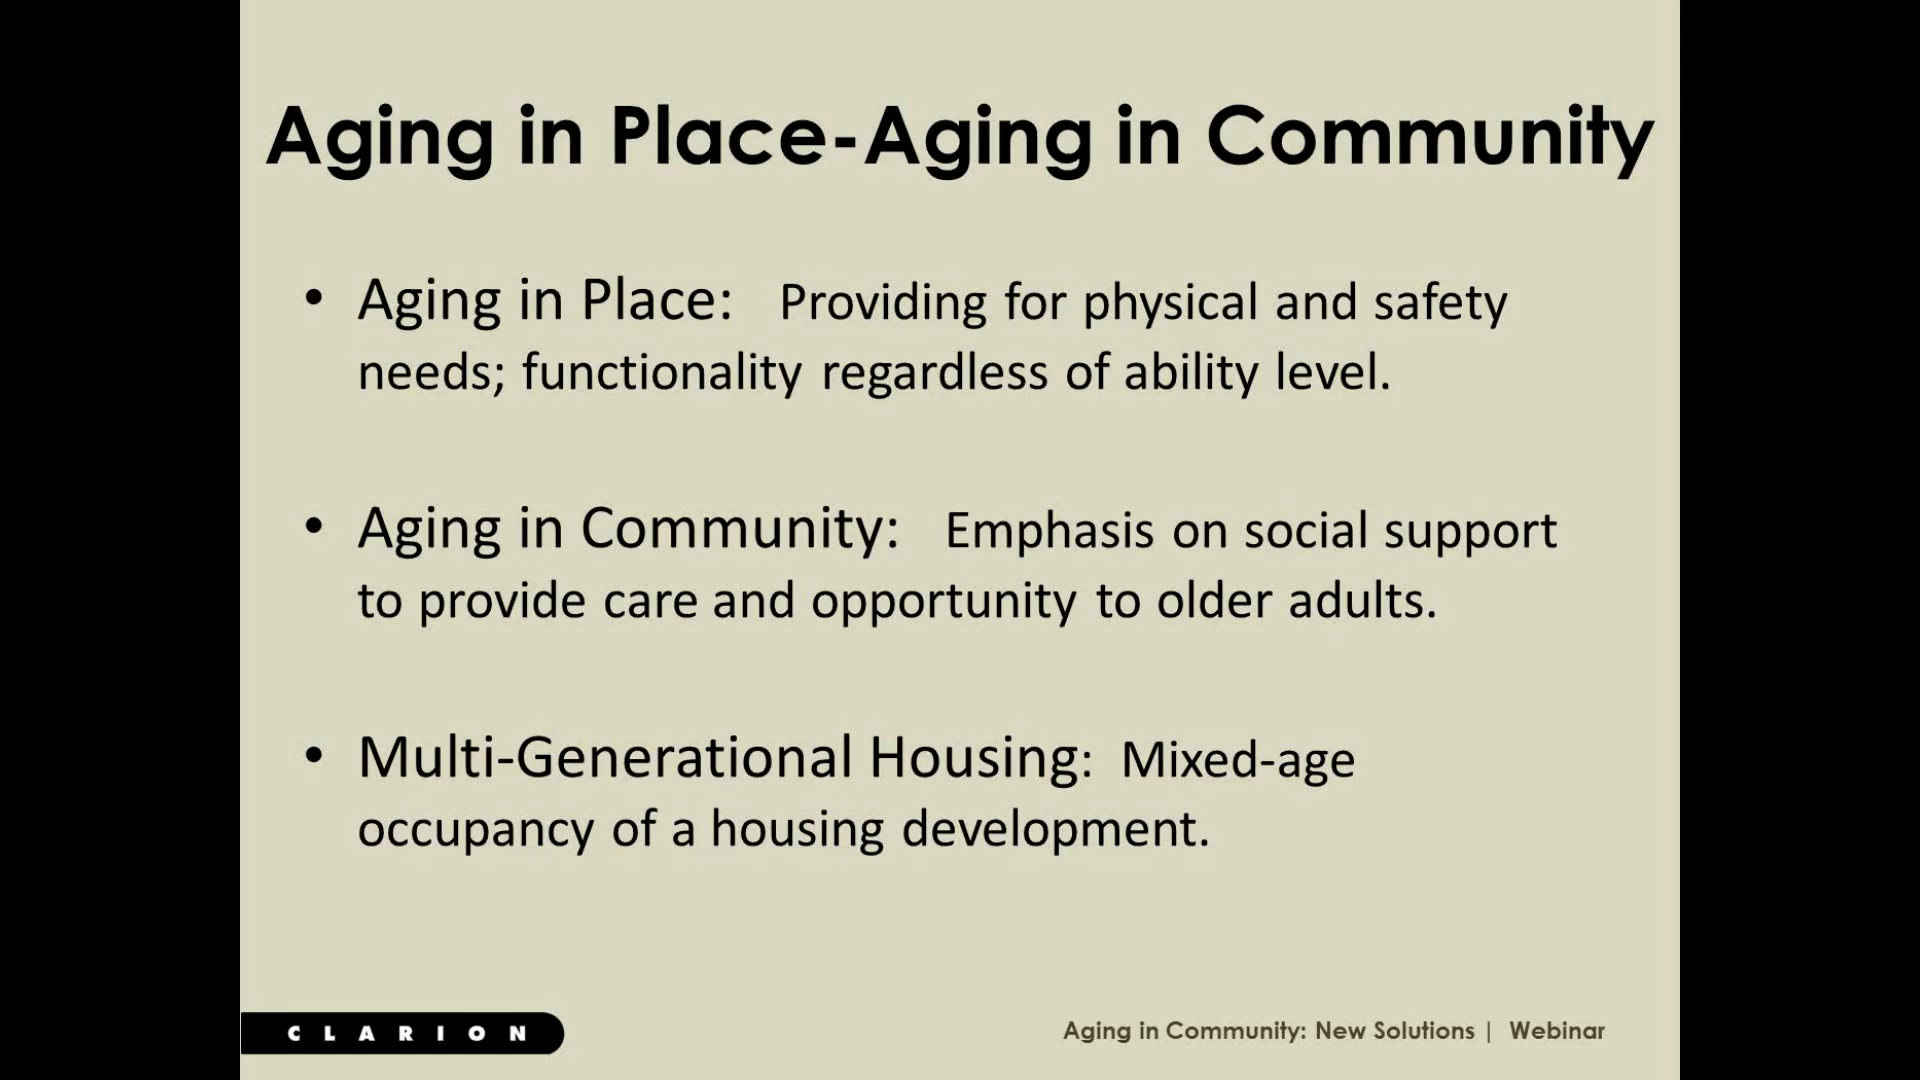 Aging in Place-Aging in Community
• Aging in Place: Providing for physical and safety
needs; functionality regardless of ability level.
• Aging in Community: Emphasis on social support
to provide care and opportunity to older adults.
• Multi-Generational Housing: Mixed-age
occupancy of a housing development.
CLARION
Aging in Community: New Solutions | Webinar